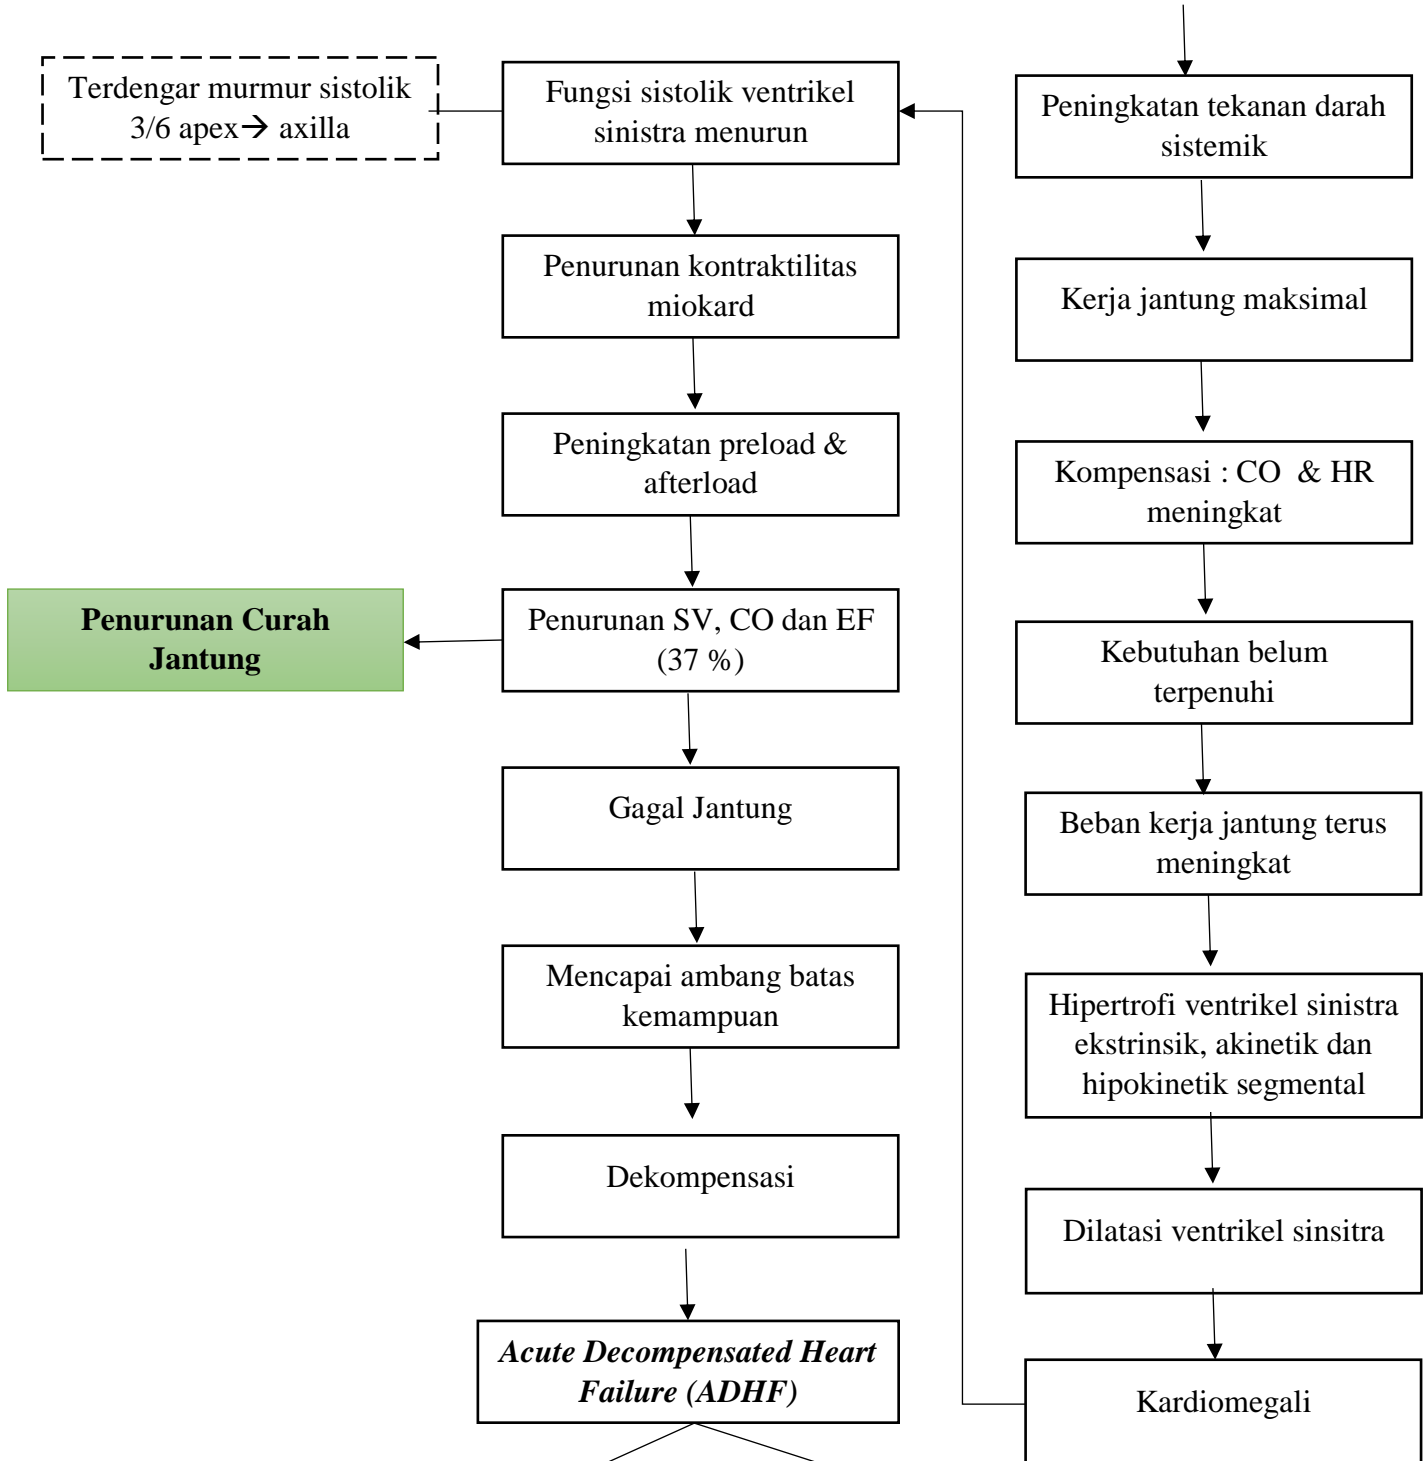 Terdengar murmur sistolik
3/6 apex→ axilla
Fungsi sistolik ventrikel
sinistra menurun
Penurunan kontraktilitas
miokard
Peningkatan preload &
afterload
Penurunan SV, CO dan EF
(37 %)
Penurunan Curah
Jantung
Gagal Jantung
Mencapai ambang batas
kemampuan
Dekompensasi
Acute Decompensated Heart
Failure (ADHF)
Peningkatan tekanan darah
sistemik
Kerja jantung maksimal
Kompensasi : CO & HR
meningkat
Kebutuhan belum
terpenuhi
Beban kerja jantung terus
meningkat
Hipertrofi ventrikel sinistra
ekstrinsik, akinetik dan
hipokinetik segmental
Dilatasi ventrikel sinsitra
Kardiomegali